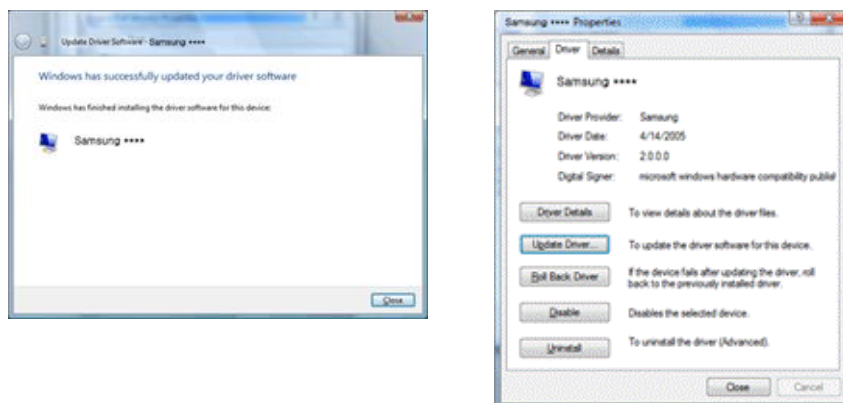 Update Driver Software - Samsung ****
Windows has successfully updated your driver software
Windows has finished installing the driver software for this device:
Samsung ****
Close
Samsung **** Properties
General Driver Details
Samsung ****
Driver Provider: Samsung
Driver Date: 4/14/2005
Driver Version: 2.0.0.0
Digital Signer: microsoft windows hardware compatibility publis
Driver Details To view details about the driver files.
Update Driver... To update the driver software for this device.
Roll Back Driver If the device fails after updating the driver, roll
back to the previously installed driver.
Disable Disables the selected device.
Uninstall To uninstall the driver (Advanced).
Close Cancel